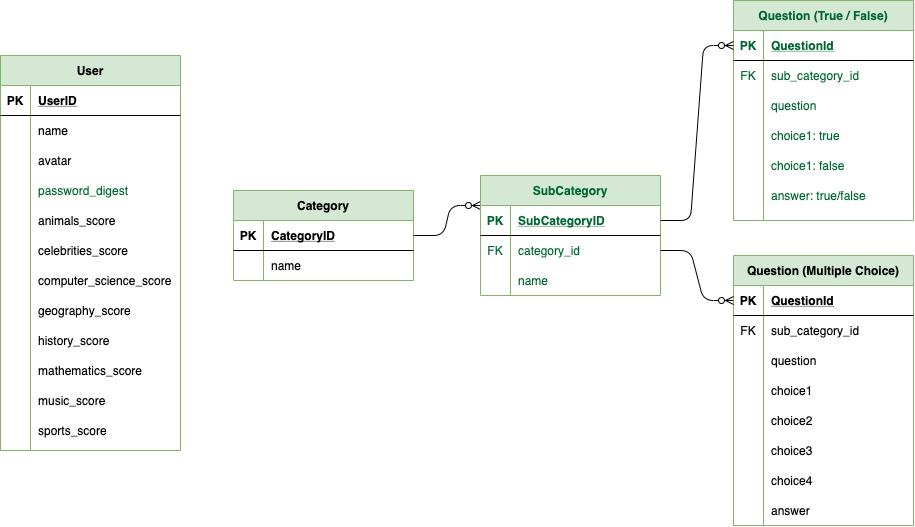 User
PK UserID
name
avatar
password_digest
animals_score
celebrities_score
computer_science_score
geography_score
history_score
mathematics_score
music_score
sports_score
Category
PK CategoryID
name
SubCategory
PK SubCategoryID
FK category_id
name
Question (True / False)
PK QuestionId
FK sub_category_id
question
choice1: true
choice1: false
answer: true/false
Question (Multiple Choice)
PK QuestionId
FK sub_category_id
question
choice1
choice2
choice3
choice4
answer